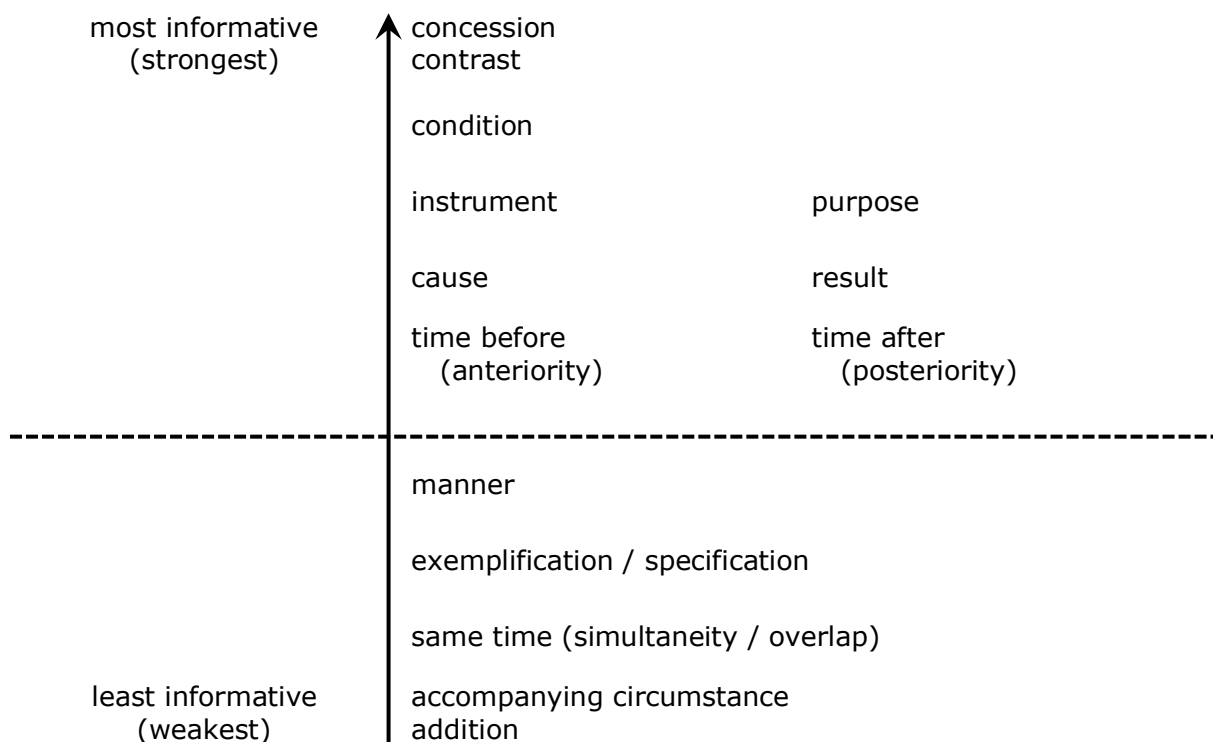 most informative concession
(strongest) contrast
condition
instrument purpose
cause result
time before time after
(anteriority) (posteriority)
manner
exemplification / specification
same time (simultaneity / overlap)
least informative accompanying circumstance
(weakest) addition